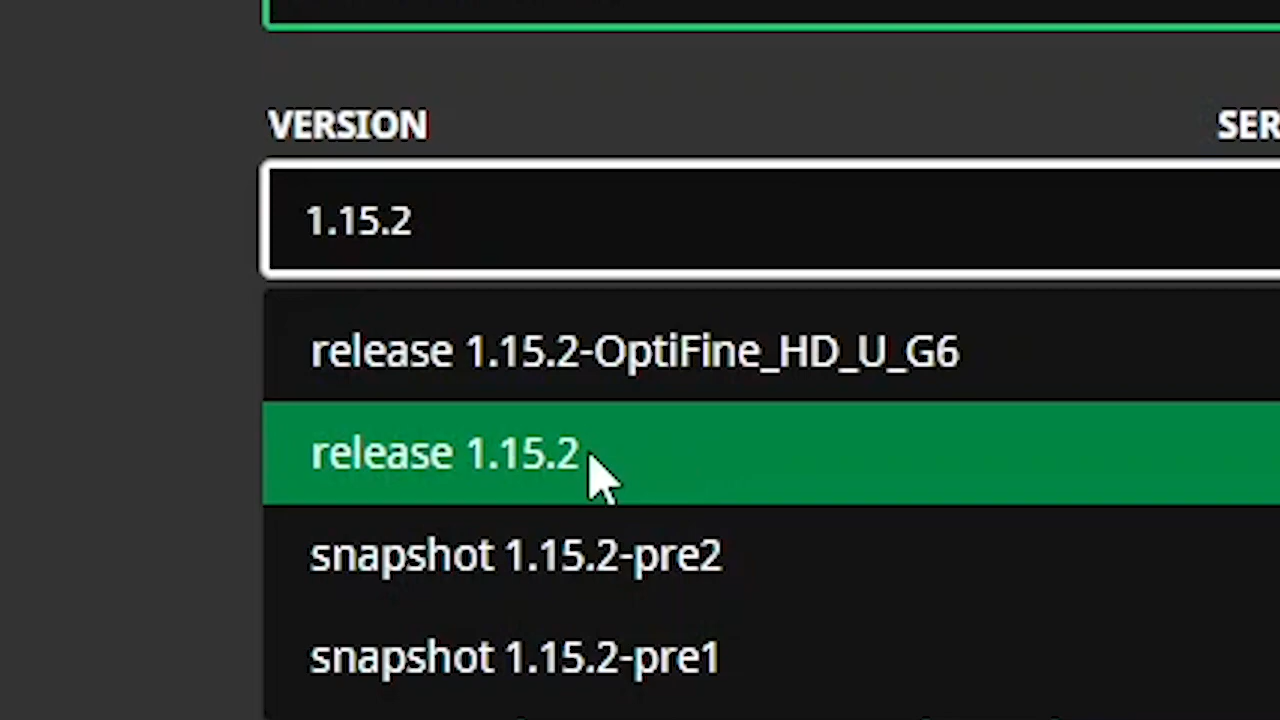 VERSION
SER
1.15.2
release 1.15.2-OptiFine_HD_U_G6
release 1.15.2
snapshot 1.15.2-pre2
snapshot 1.15.2-pre1